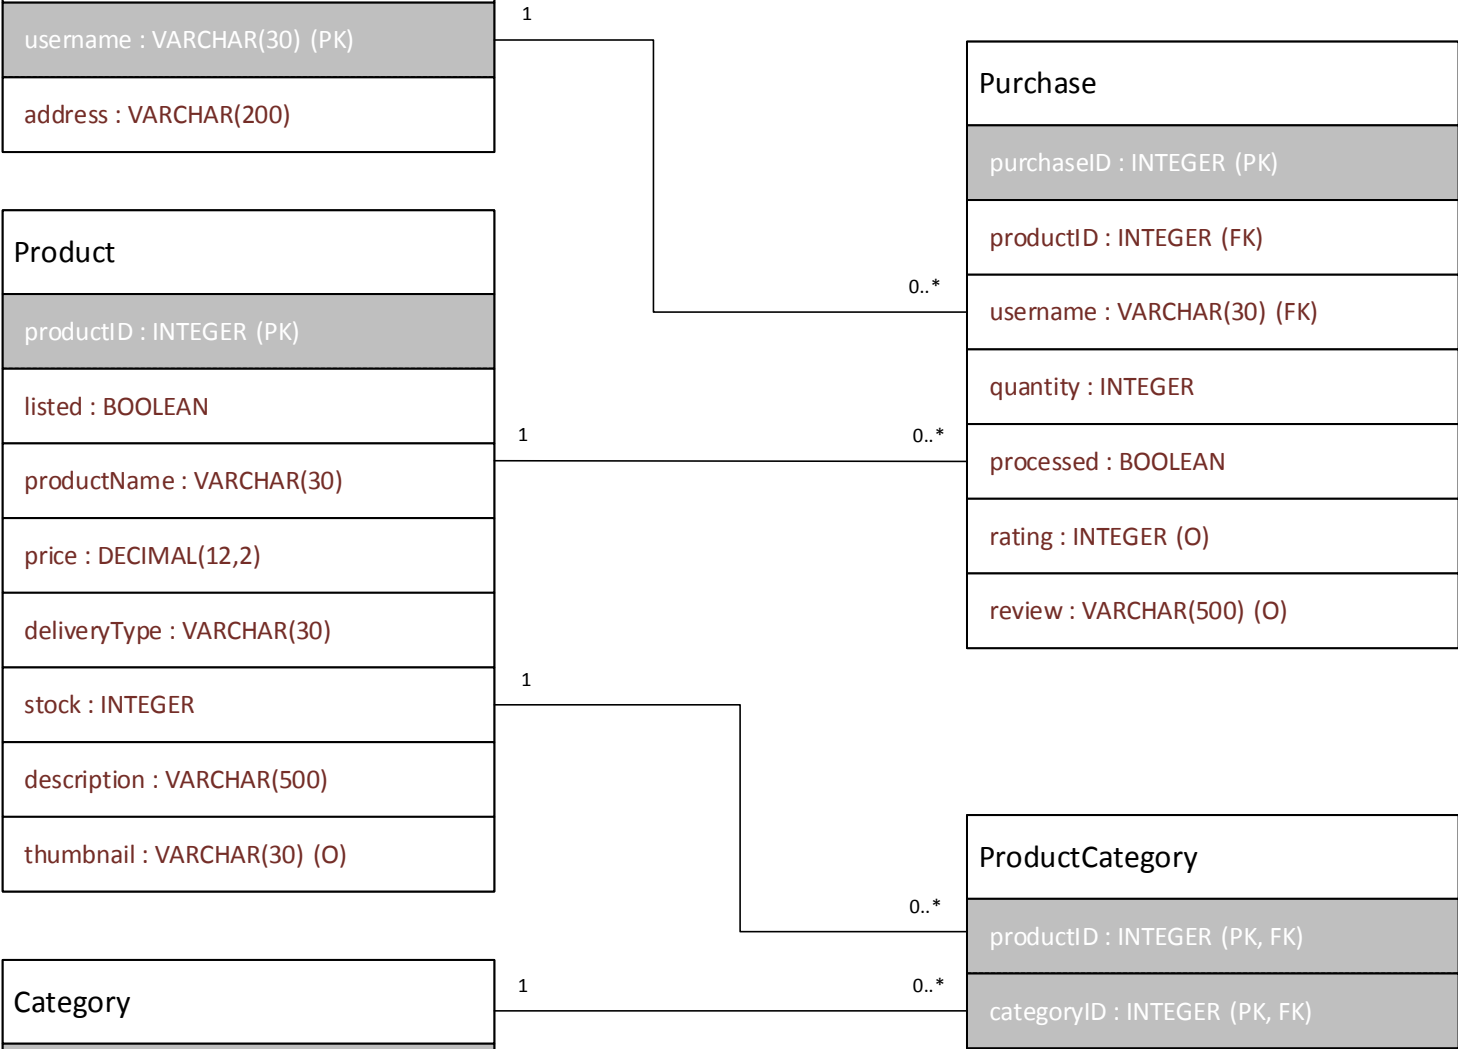 username : VARCHAR(30) (PK)
address : VARCHAR(200)
1
0..*
Purchase
purchaseID : INTEGER (PK)
productID : INTEGER (FK)
username : VARCHAR(30) (FK)
quantity : INTEGER
processed : BOOLEAN
rating : INTEGER (O)
review : VARCHAR(500) (O)
Product
productID : INTEGER (PK)
listed : BOOLEAN
productName : VARCHAR(30)
price : DECIMAL(12,2)
deliveryType : VARCHAR(30)
stock : INTEGER
description : VARCHAR(500)
thumbnail : VARCHAR(30) (O)
1
0..*
1
0..*
ProductCategory
productID : INTEGER (PK, FK)
categoryID : INTEGER (PK, FK)
Category
1
0..*